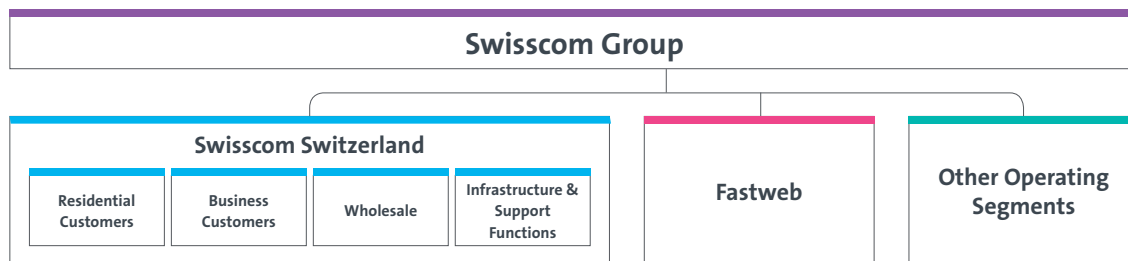 Swisscom Group
Swisscom Switzerland
Residential
Customers
Business
Customers
Wholesale
Infrastructure &
Support
Functions
Fastweb
Other Operating
Segments